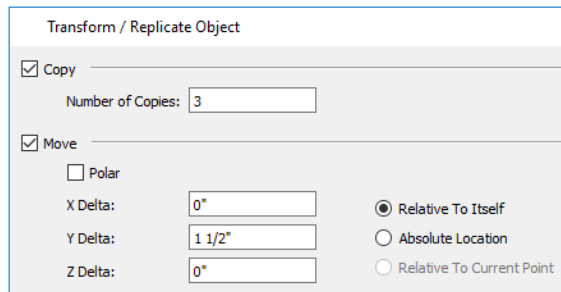 Transform / Replicate Object
Copy
Number of Copies: 3
Move
Polar
X Delta: 0" Relative To Itself
Y Delta: 1 1/2" Absolute Location
Z Delta: 0" Relative To Current Point